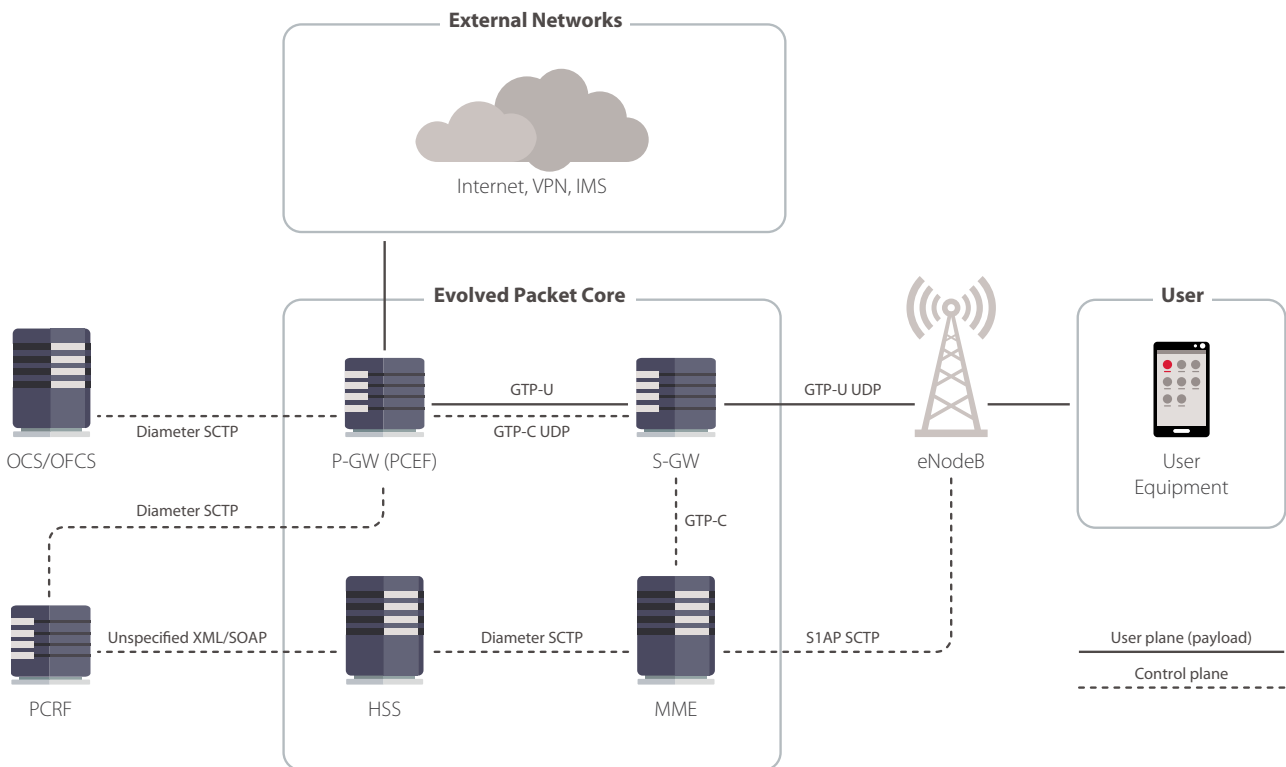 External Networks
Internet, VPN, IMS
Evolved Packet Core
User
GTP-U
GTP-U UDP
Diameter SCTP
GTP-C UDP
OCS/OFCS
P-GW (PCEF)
S-GW
eNodeB
User
Equipment
Diameter SCTP
GTP-C
Unspecified XML/SOAP
Diameter SCTP
S1AP SCTP
User plane (payload)
Control plane
PCRF
HSS
MME